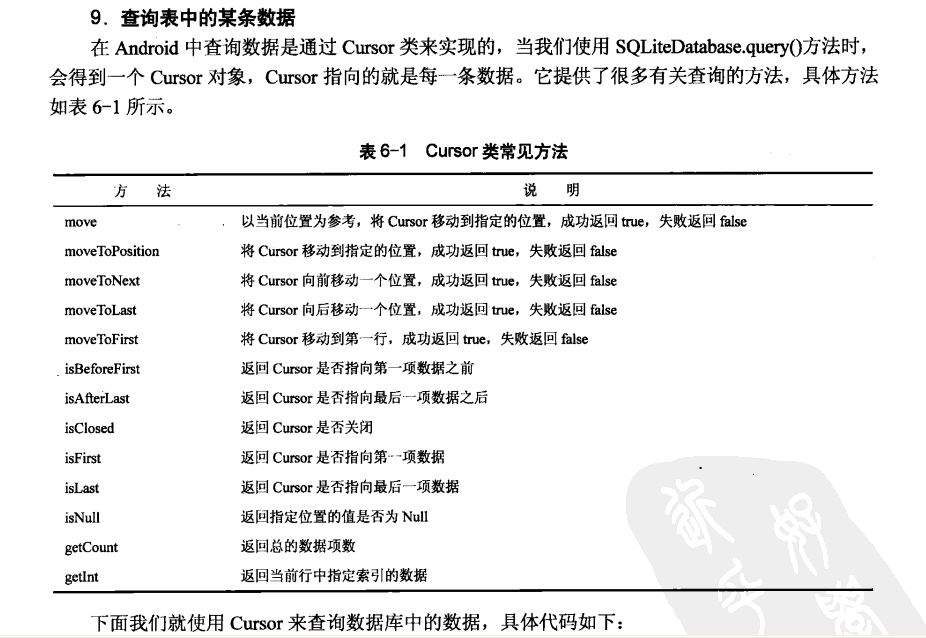 9．查询表中的某条数据
在 Android 中查询数据是通过 Cursor 类来实现的，当我们使用 SQLiteDatabase.query()方法时，
会得到一个 Cursor 对象，Cursor 指向的就是每一条数据。它提供了很多有关查询的方法，具体方法
如表 6-1 所示。
表 6-1 Cursor 类常见方法
方 法 说 明
move 以当前位置为参考，将 Cursor 移动到指定的位置，成功返回 true，失败返回 false
moveToPosition 将 Cursor 移动到指定的位置，成功返回 true，失败返回 false
moveToNext 将 Cursor 向前移动一个位置，成功返回 true，失败返回 false
moveToLast 将 Cursor 向后移动一个位置，成功返回 true，失败返回 false
moveToFirst 将 Cursor 移动到第一行，成功返回 true，失败返回 false
isBeforeFirst 返回 Cursor 是否指向第一项数据之前
isAfterLast 返回 Cursor 是否指向最后一项数据之后
isClosed 返回 Cursor 是否关闭
isFirst 返回 Cursor 是否指向第一项数据
isLast 返回 Cursor 是否指向最后一项数据
isNull 返回指定位置的值是否为 Null
getCount 返回总的数据项数
getInt 返回当前行中指定索引的数据
下面我们就使用 Cursor 来查询数据库中的数据，具体代码如下：